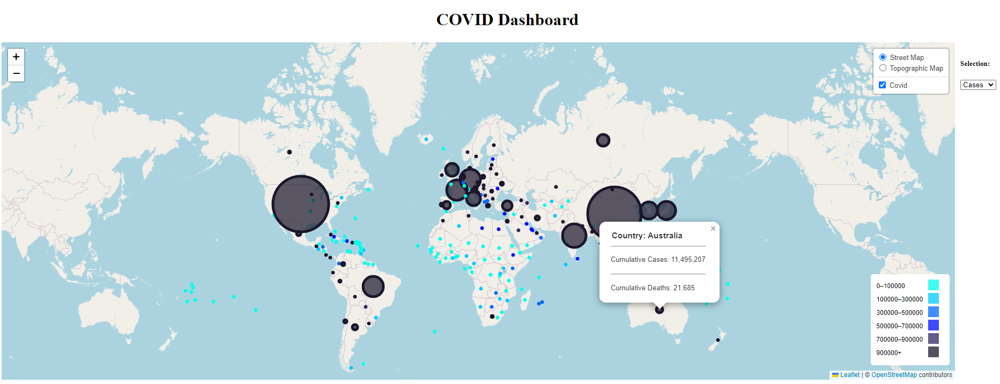 COVID Dashboard
+
−
Street Map
Topographic Map
Covid
Selection:
Cases
×
Country: Australia
Cumulative Cases: 11,495,207
Cumulative Deaths: 21,685
0–100000
100000–300000
300000–500000
500000–700000
700000–900000
900000+
Leaflet | © OpenStreetMap contributors